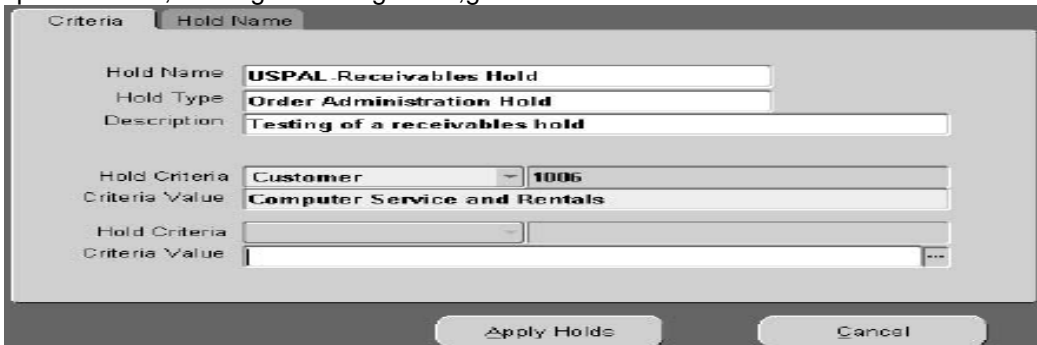 Criteria Hold Name
Hold Name USPAL-Receivables Hold
Hold Type Order Administration Hold
Description Testing of a receivables hold
Hold Criteria Customer 1006
Criteria Value Computer Service and Rentals
Hold Criteria
Criteria Value
Apply Holds Cancel